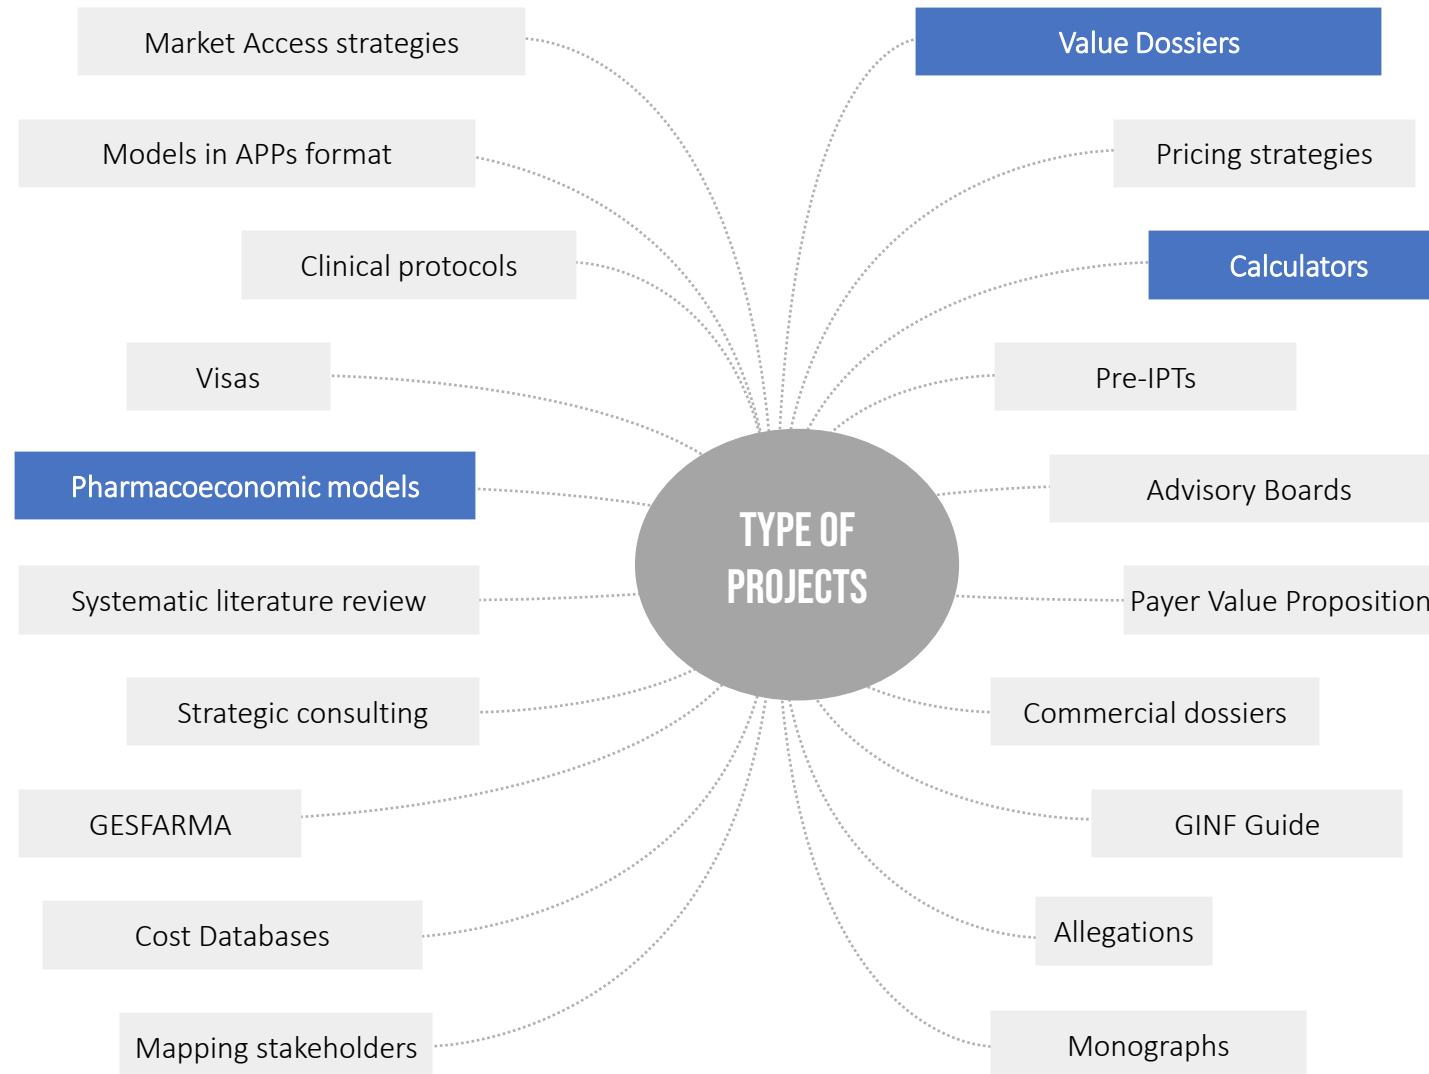 Market Access strategies
Value Dossiers
Models in APPs format
Pricing strategies
Clinical protocols
Calculators
Visas
Pre-IPTs
Pharmacoeconomic models
Advisory Boards
TYPE OF
PROJECTS
Systematic literature review
Payer Value Proposition
Strategic consulting
Commercial dossiers
GESFARMA
GINF Guide
Cost Databases
Allegations
Mapping stakeholders
Monographs